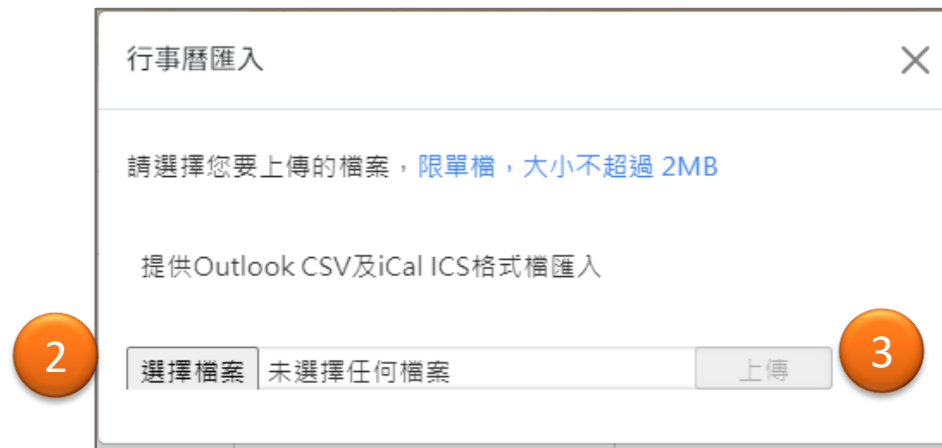 行事曆匯入
請選擇您要上傳的檔案，限單檔，大小不超過 2MB
提供Outlook CSV及iCal ICS格式檔匯入
2 選擇檔案 未選擇任何檔案 上傳 3